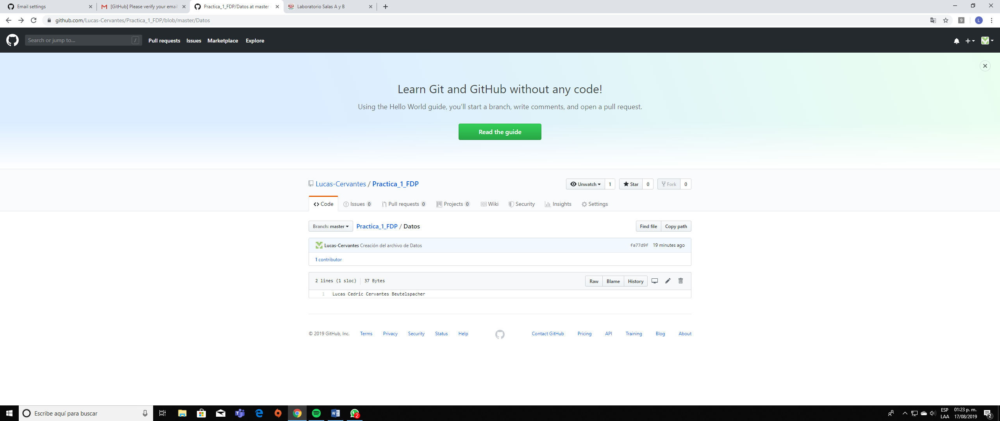 Email settings
[GitHub] Please verify your email
Practica_1_FDP/Datos at master
Laboratorio Salas A y B
github.com/Lucas-Cervantes/Practica_1_FDP/blob/master/Datos
9
L
Search or jump to... /
Pull requests Issues Marketplace Explore
Learn Git and GitHub without any code!
Using the Hello World guide, you’ll start a branch, write comments, and open a pull request.
Read the guide
Lucas-Cervantes / Practica_1_FDP
Unwatch 1 Star 0 Fork 0
Code Issues 0 Pull requests 0 Projects 0 Wiki Security Insights Settings
Branch: master Practica_1_FDP / Datos Find file Copy path
Lucas-Cervantes Creación del archivo de Datos fa77d9f 19 minutes ago
1 contributor
2 lines (1 sloc) 37 Bytes Raw Blame History
1 Lucas Cedric Cervantes Beutelspacher
© 2019 GitHub, Inc. Terms Privacy Security Status Help Contact GitHub Pricing API Training Blog About
Escribe aquí para buscar
2
ESP
LAA
01:23 p. m.
17/08/2019
2